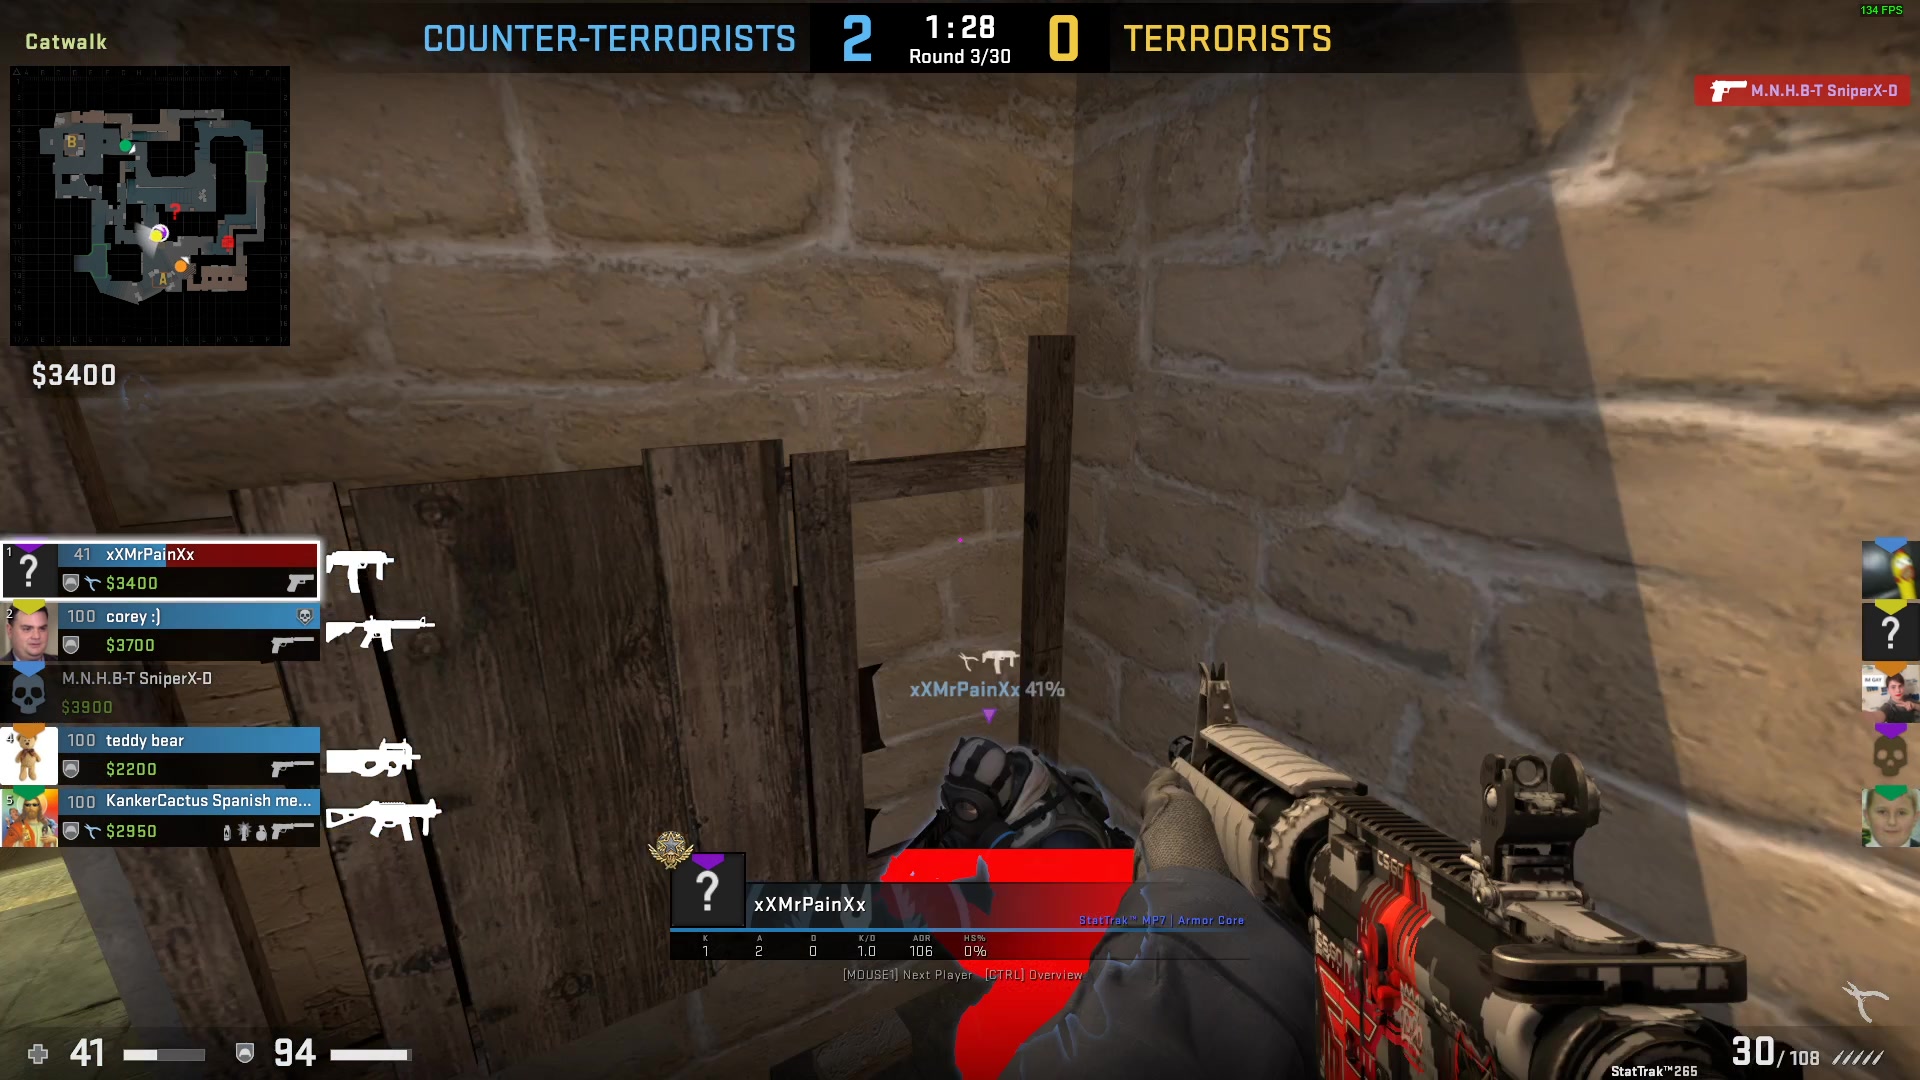 134 FPS
Catwalk
COUNTER-TERRORISTS
2
1:28
Round 3/30
0
TERRORISTS
M.N.H.B-T SniperX-D
B
?
A
$3400
1
?
41 xXMrPainXx
$3400
2
100 corey :)
$3700
M.N.H.B-T SniperX-D
$3900
4
100 teddy bear
$2200
5
100 KankerCactus Spanish me...
$2950
?
xXMrPainXx 41%
?
xXMrPainXx
StatTrak™ MP7 | Armor Core
K A D K/D ADR HS%
1 2 0 1.0 106 0%
[MOUSE1] Next Player [CTRL] Overview
CS:GO
41
94
30 / 108
StatTrak™265